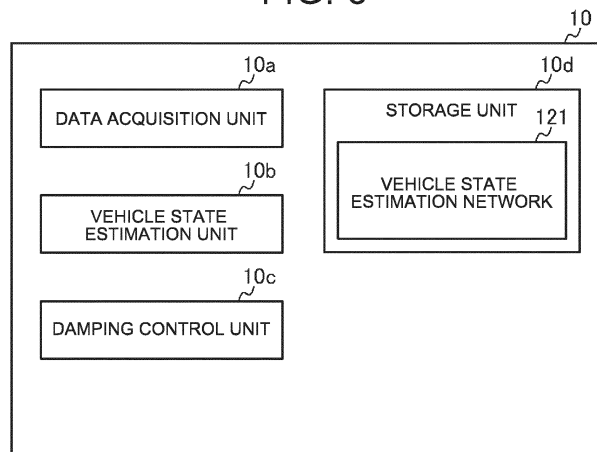 10
10a
DATA ACQUISITION UNIT
10b
VEHICLE STATE
ESTIMATION UNIT
10c
DAMPING CONTROL UNIT
10d
STORAGE UNIT
121
VEHICLE STATE
ESTIMATION NETWORK